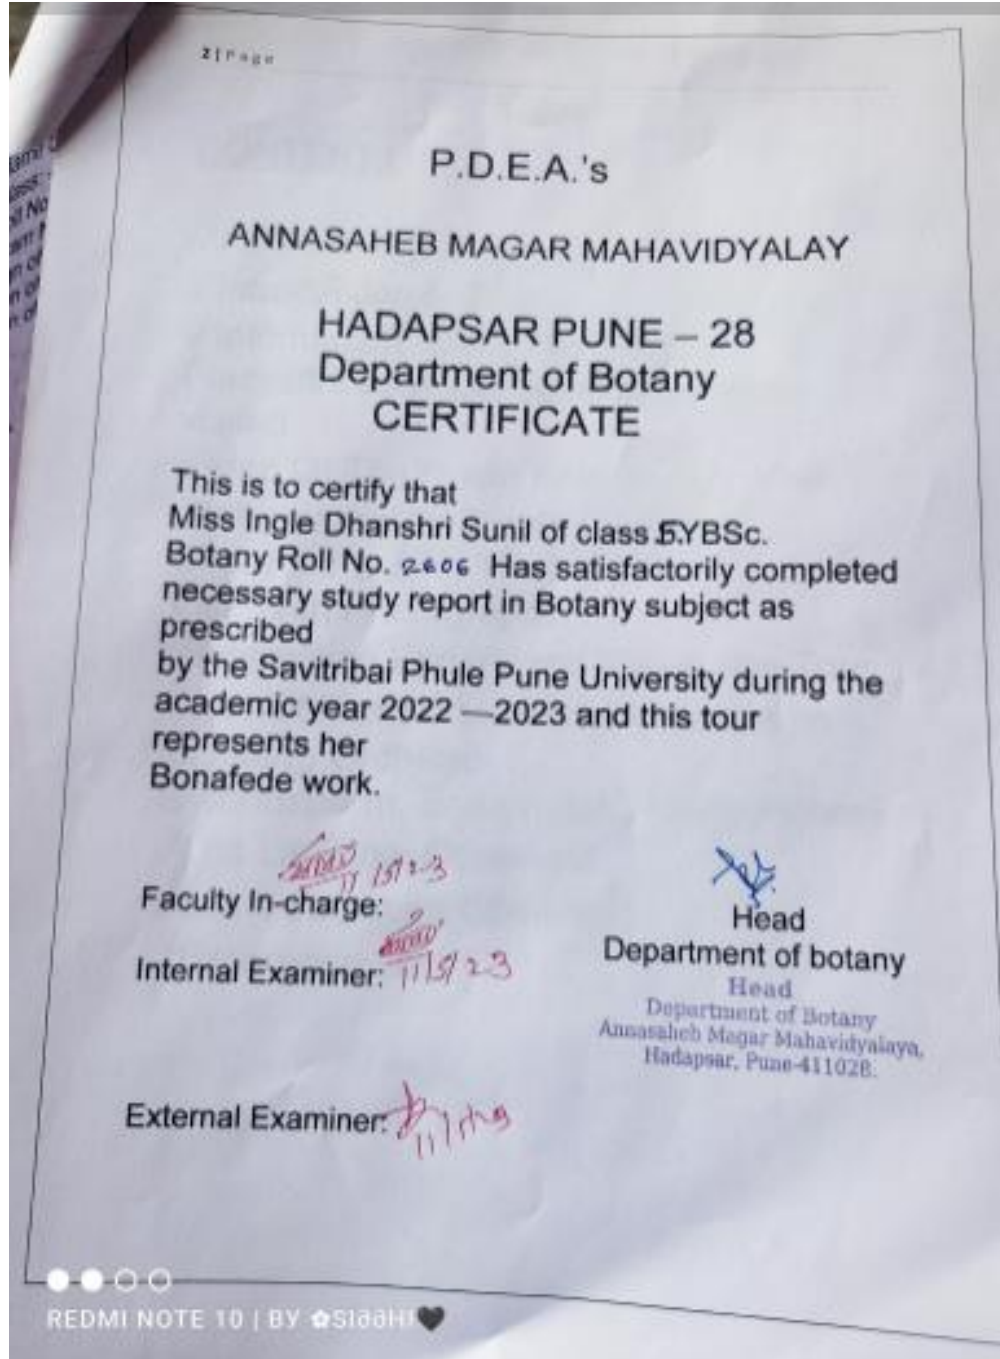 2 | Page
P.D.E.A.'s
ANNASAHEB MAGAR MAHAVIDYALAY
HADAPSAR PUNE – 28
Department of Botany
CERTIFICATE
This is to certify that
Miss Ingle Dhanshri Sunil of class SYBSc.
Botany Roll No. 2606 Has satisfactorily completed
necessary study report in Botany subject as
prescribed
by the Savitribai Phule Pune University during the
academic year 2022 —2023 and this tour
represents her
Bonafede work.
Faculty In-charge:
Internal Examiner: 11/5/23
External Examiner:
Head
Department of botany
Head
Department of Botany
Annasaheb Magar Mahavidyalaya,
Hadapsar, Pune-411028.
REDMI NOTE 10 | BY